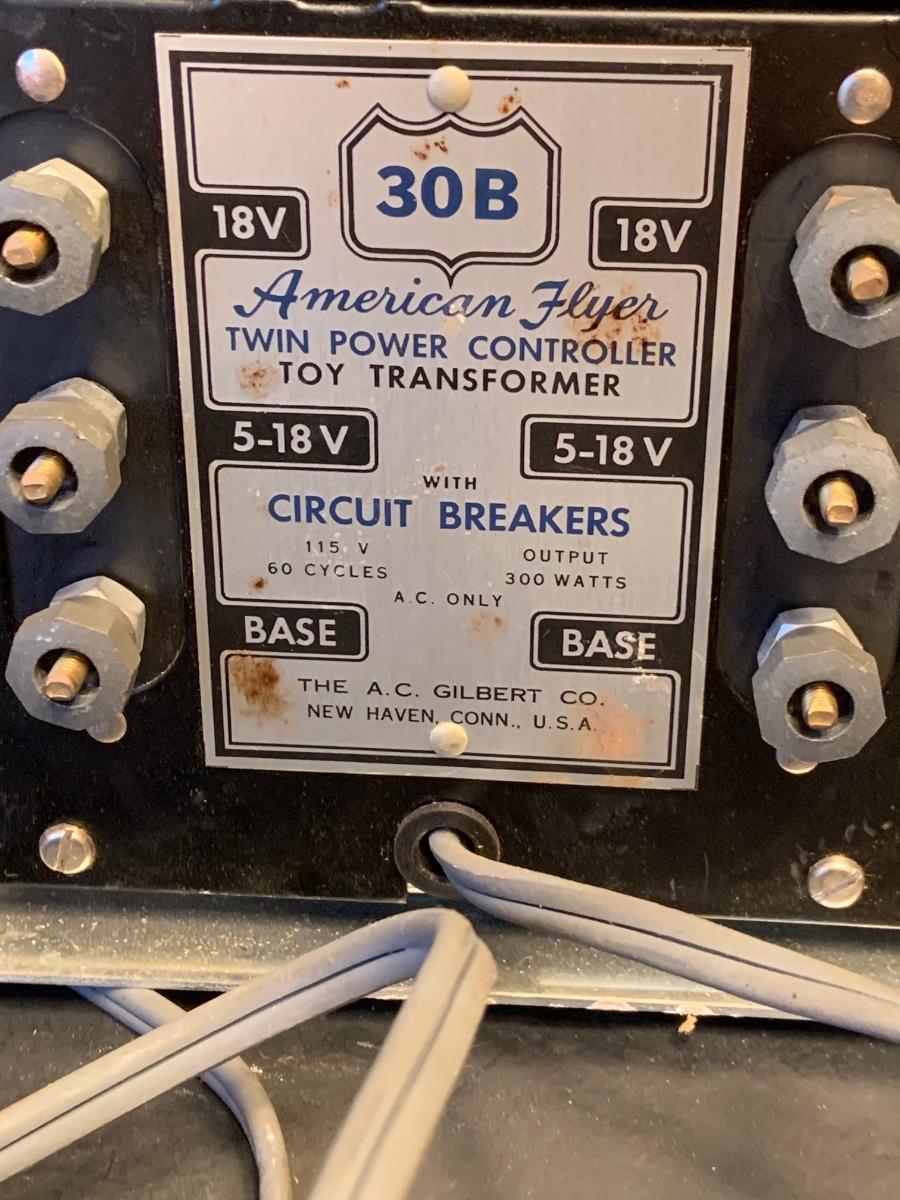 30B
18V 18V
American Flyer
TWIN POWER CONTROLLER
TOY TRANSFORMER
5-18 V 5-18 V
WITH
CIRCUIT BREAKERS
115 V OUTPUT
60 CYCLES 300 WATTS
A.C. ONLY
BASE BASE
THE A.C. GILBERT CO.
NEW HAVEN, CONN., U.S.A.